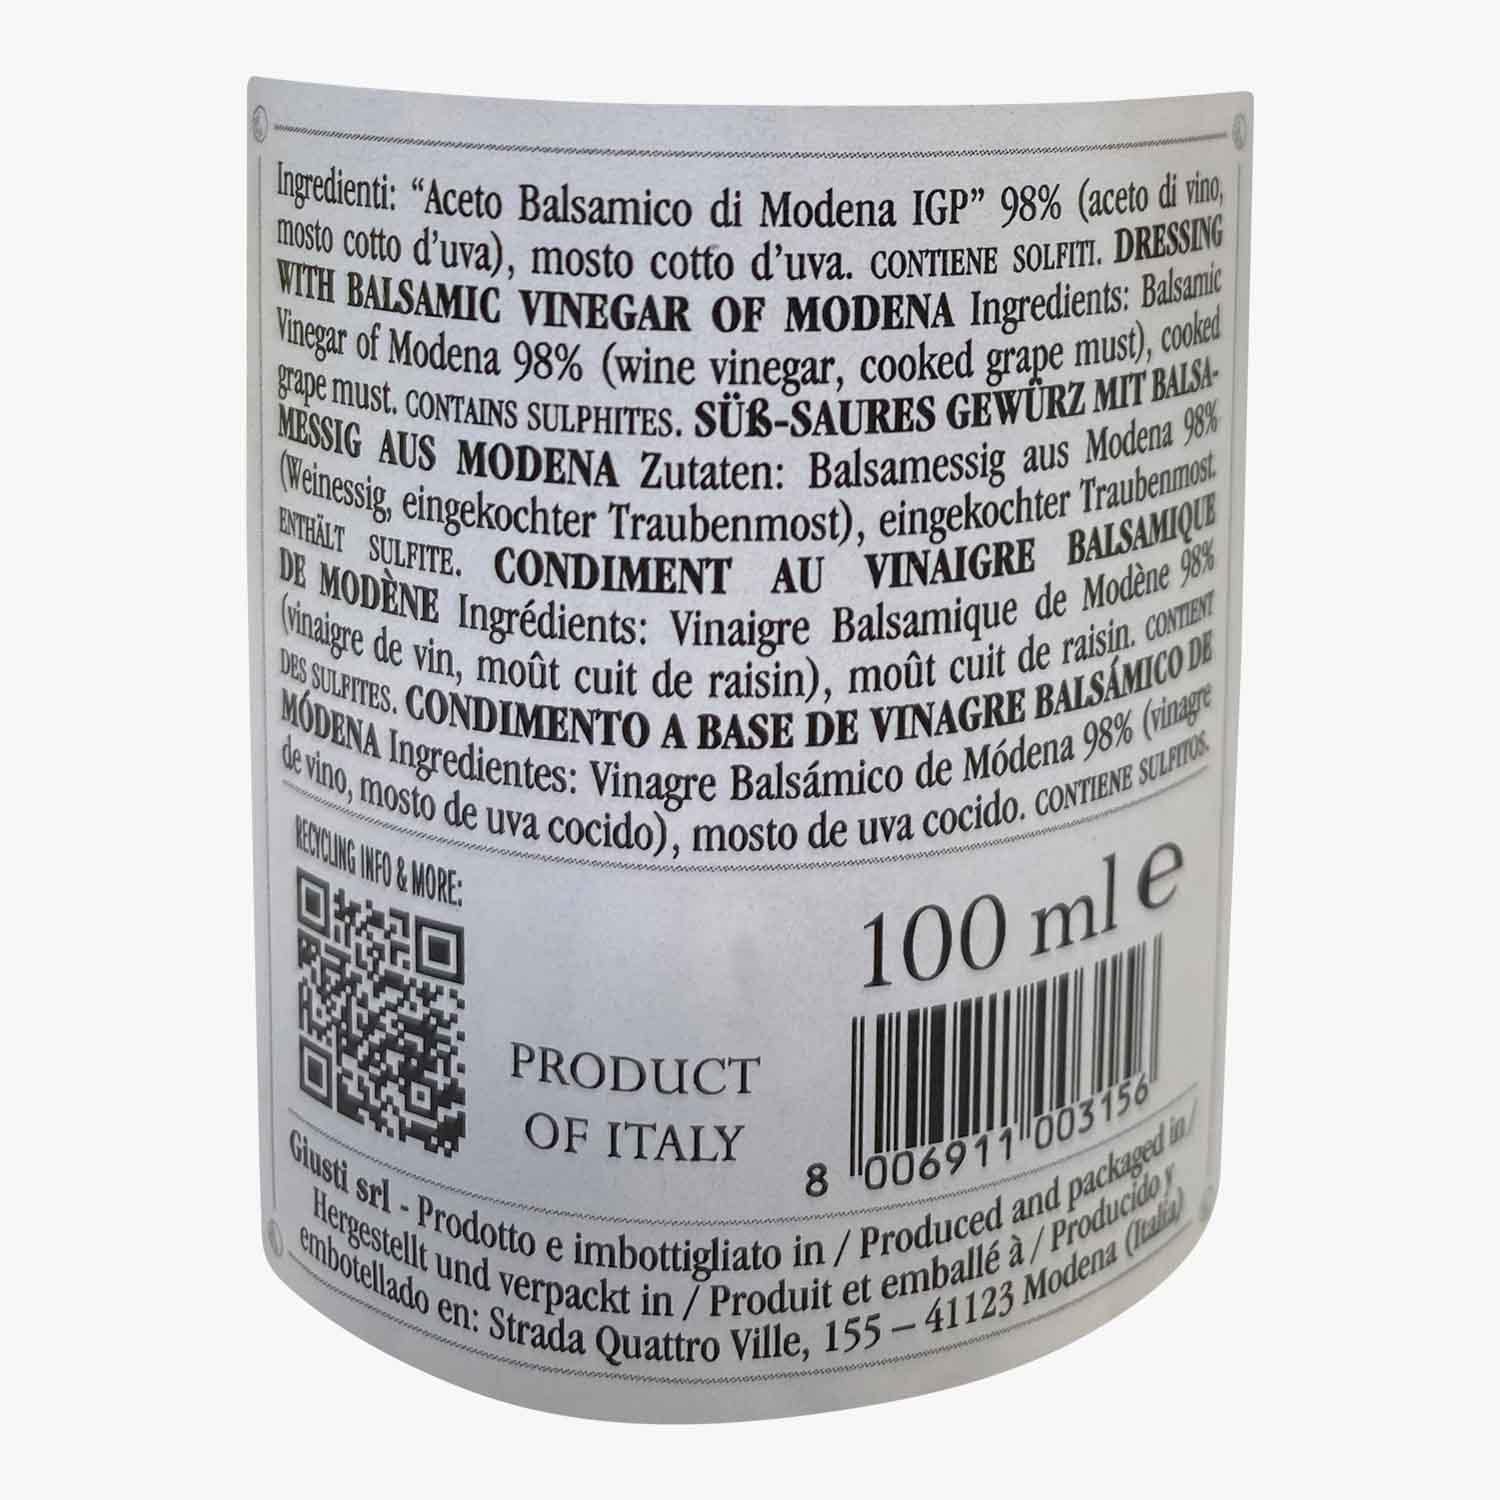 Ingredienti: “Aceto Balsamico di Modena IGP” 98% (aceto di vino,
mosto cotto d’uva), mosto cotto d’uva. CONTIENE SOLFITI. DRESSING
WITH BALSAMIC VINEGAR OF MODENA Ingredients: Balsamic
Vinegar of Modena 98% (wine vinegar, cooked grape must), cooked
grape must. CONTAINS SULPHITES. SÜß-SAURES GEWÜRZ MIT BALSA-
MESSIG AUS MODENA Zutaten: Balsamessig aus Modena 98%
(Weinessig, eingekochter Traubenmost), eingekochter Traubenmost.
ENTHÄLT SULFITE. CONDIMENT AU VINAIGRE BALSAMIQUE
DE MODÈNE Ingrédients: Vinaigre Balsamique de Modène 98%
(vinaigre de vin, moût cuit de raisin), moût cuit de raisin. CONTIENT
DES SULFITES. CONDIMENTO A BASE DE VINAGRE BALSÁMICO DE
MÓDENA Ingredientes: Vinagre Balsámico de Módena 98% (vinagre
de vino, mosto de uva cocido), mosto de uva cocido. CONTIENE SULFITOS.
RECYCLING INFO & MORE:
100 ml e
PRODUCT
OF ITALY
8 006911 003156
Giusti srl - Prodotto e imbottigliato in / Produced and packaged in /
Hergestellt und verpackt in / Produit et emballé à / Producido y
embotellado en: Strada Quattro Ville, 155 – 41123 Modena (Italia)